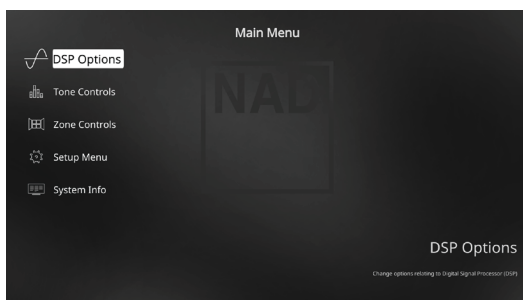 Main Menu
DSP Options
Tone Controls
Zone Controls
Setup Menu
System Info
NAD
DSP Options
Change options relating to Digital Signal Processor (DSP)